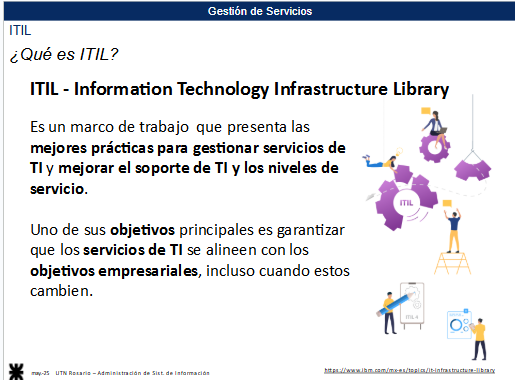 Gestión de Servicios
ITIL
¿Qué es ITIL?
ITIL - Information Technology Infrastructure Library
Es un marco de trabajo que presenta las
mejores prácticas para gestionar servicios de
TI y mejorar el soporte de TI y los niveles de
servicio.
Uno de sus objetivos principales es garantizar
que los servicios de TI se alineen con los
objetivos empresariales, incluso cuando estos
cambien.
ITIL
may.-25 UTN Rosario – Administración de Sist. de Información
https://www.ibm.com/mx-es/topics/it-infrastructure-library